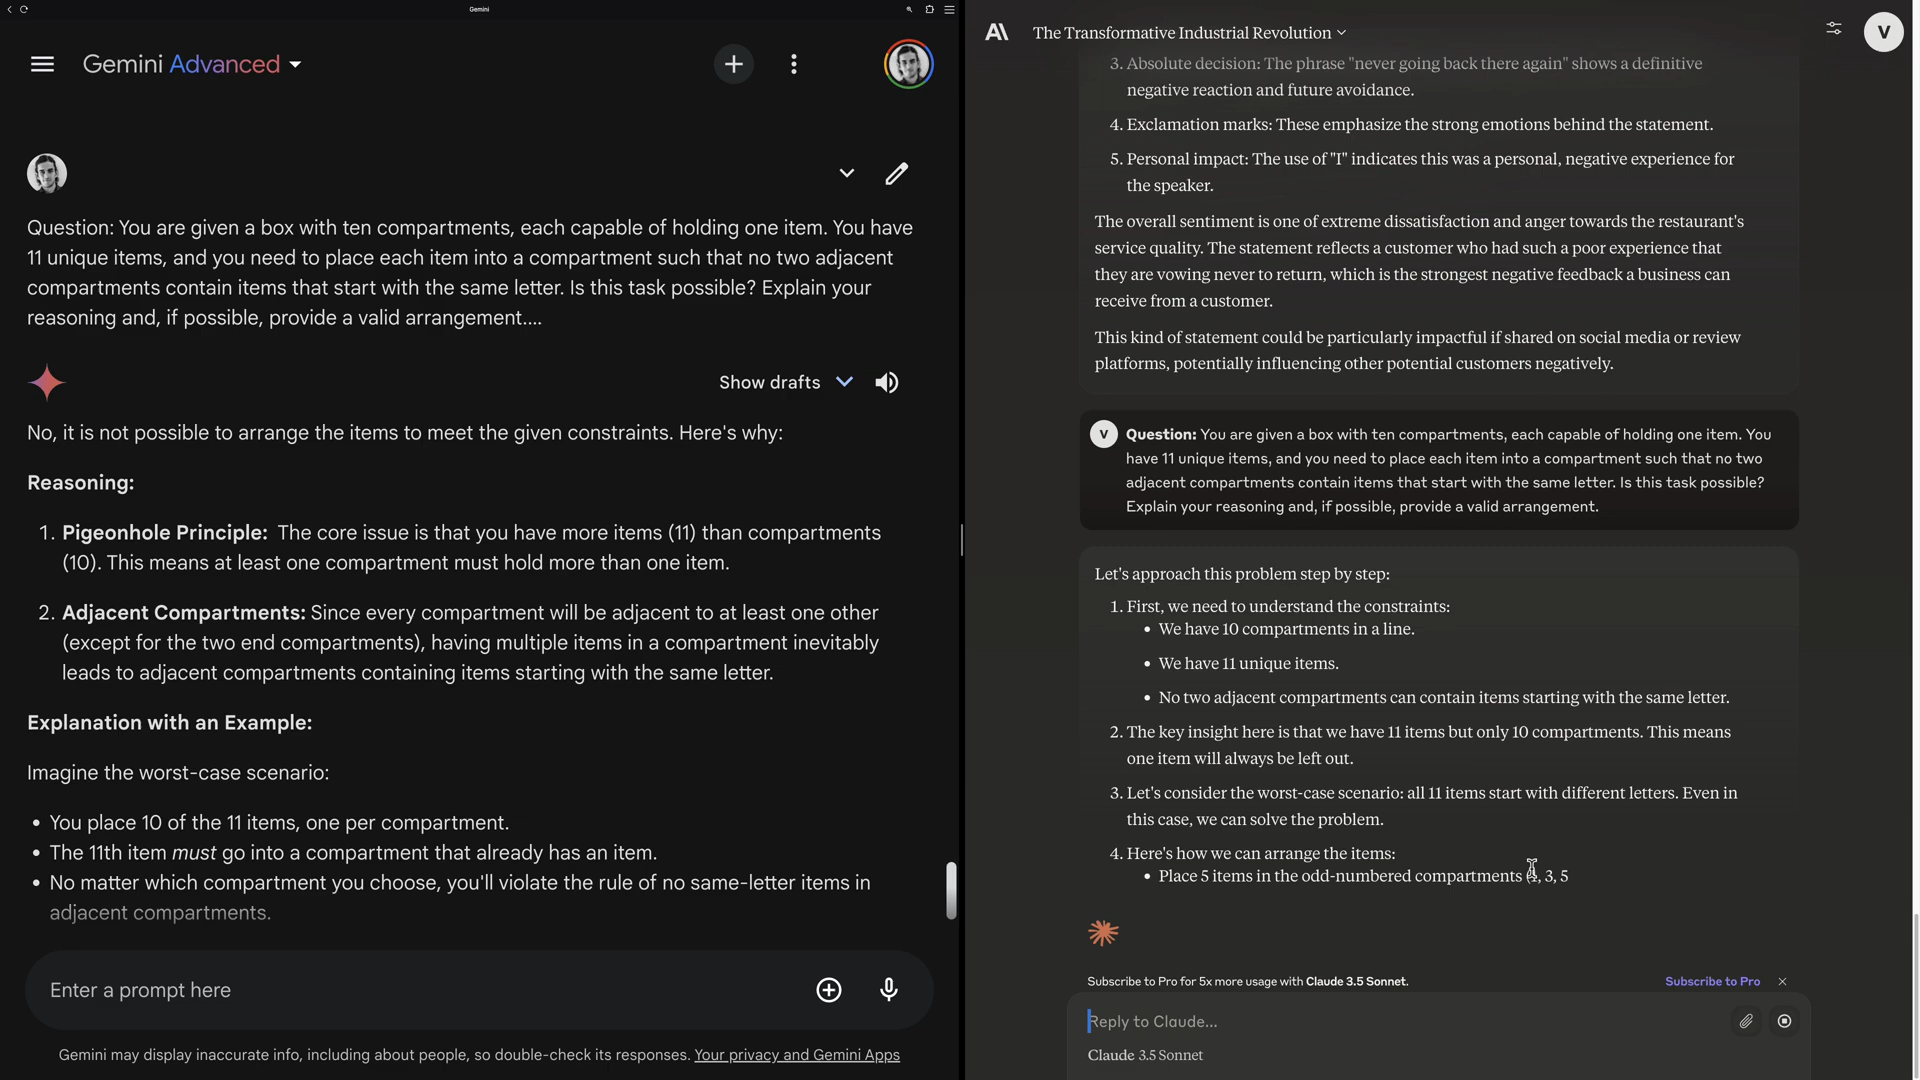 Gemini
Gemini Advanced
Question: You are given a box with ten compartments, each capable of holding one item. You have
11 unique items, and you need to place each item into a compartment such that no two adjacent
compartments contain items that start with the same letter. Is this task possible? Explain your
reasoning and, if possible, provide a valid arrangement....
Show drafts
No, it is not possible to arrange the items to meet the given constraints. Here's why:
Reasoning:
1. Pigeonhole Principle: The core issue is that you have more items (11) than compartments
(10). This means at least one compartment must hold more than one item.
2. Adjacent Compartments: Since every compartment will be adjacent to at least one other
(except for the two end compartments), having multiple items in a compartment inevitably
leads to adjacent compartments containing items starting with the same letter.
Explanation with an Example:
Imagine the worst-case scenario:
• You place 10 of the 11 items, one per compartment.
• The 11th item must go into a compartment that already has an item.
• No matter which compartment you choose, you'll violate the rule of no same-letter items in
adjacent compartments.
Enter a prompt here
Gemini may display inaccurate info, including about people, so double-check its responses. Your privacy and Gemini Apps
A\
The Transformative Industrial Revolution
V
3. Absolute decision: The phrase "never going back there again" shows a definitive
negative reaction and future avoidance.
4. Exclamation marks: These emphasize the strong emotions behind the statement.
5. Personal impact: The use of "I" indicates this was a personal, negative experience for
the speaker.
The overall sentiment is one of extreme dissatisfaction and anger towards the restaurant's
service quality. The statement reflects a customer who had such a poor experience that
they are vowing never to return, which is the strongest negative feedback a business can
receive from a customer.
This kind of statement could be particularly impactful if shared on social media or review
platforms, potentially influencing other potential customers negatively.
V
Question: You are given a box with ten compartments, each capable of holding one item. You
have 11 unique items, and you need to place each item into a compartment such that no two
adjacent compartments contain items that start with the same letter. Is this task possible?
Explain your reasoning and, if possible, provide a valid arrangement.
Let's approach this problem step by step:
1. First, we need to understand the constraints:
• We have 10 compartments in a line.
• We have 11 unique items.
• No two adjacent compartments can contain items starting with the same letter.
2. The key insight here is that we have 11 items but only 10 compartments. This means
one item will always be left out.
3. Let's consider the worst-case scenario: all 11 items start with different letters. Even in
this case, we can solve the problem.
4. Here's how we can arrange the items:
• Place 5 items in the odd-numbered compartments (1, 3, 5
Subscribe to Pro for 5x more usage with Claude 3.5 Sonnet.
Subscribe to Pro
Reply to Claude...
Claude 3.5 Sonnet